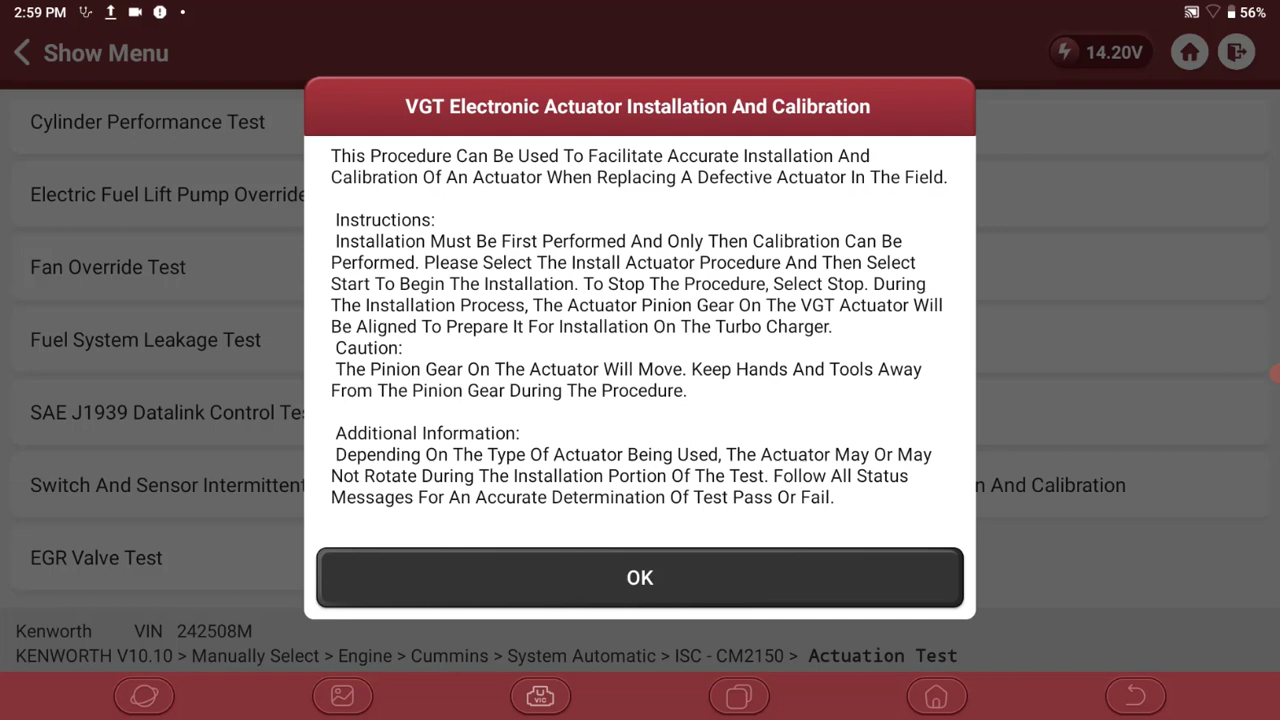 2:59 PM
56%
Show Menu
14.20V
VGT Electronic Actuator Installation And Calibration
This Procedure Can Be Used To Facilitate Accurate Installation And
Calibration Of An Actuator When Replacing A Defective Actuator In The Field.
Instructions:
Installation Must Be First Performed And Only Then Calibration Can Be
Performed. Please Select The Install Actuator Procedure And Then Select
Start To Begin The Installation. To Stop The Procedure, Select Stop. During
The Installation Process, The Actuator Pinion Gear On The VGT Actuator Will
Be Aligned To Prepare It For Installation On The Turbo Charger.
Caution:
The Pinion Gear On The Actuator Will Move. Keep Hands And Tools Away
From The Pinion Gear During The Procedure.
Additional Information:
Depending On The Type Of Actuator Being Used, The Actuator May Or May
Not Rotate During The Installation Portion Of The Test. Follow All Status
Messages For An Accurate Determination Of Test Pass Or Fail.
OK
Cylinder Performance Test
Electric Fuel Lift Pump Override
Fan Override Test
Fuel System Leakage Test
SAE J1939 Datalink Control Te
Switch And Sensor Intermittent
n And Calibration
EGR Valve Test
Kenworth VIN 242508M
KENWORTH V10.10 > Manually Select > Engine > Cummins > System Automatic > ISC - CM2150 > Actuation Test
VIC